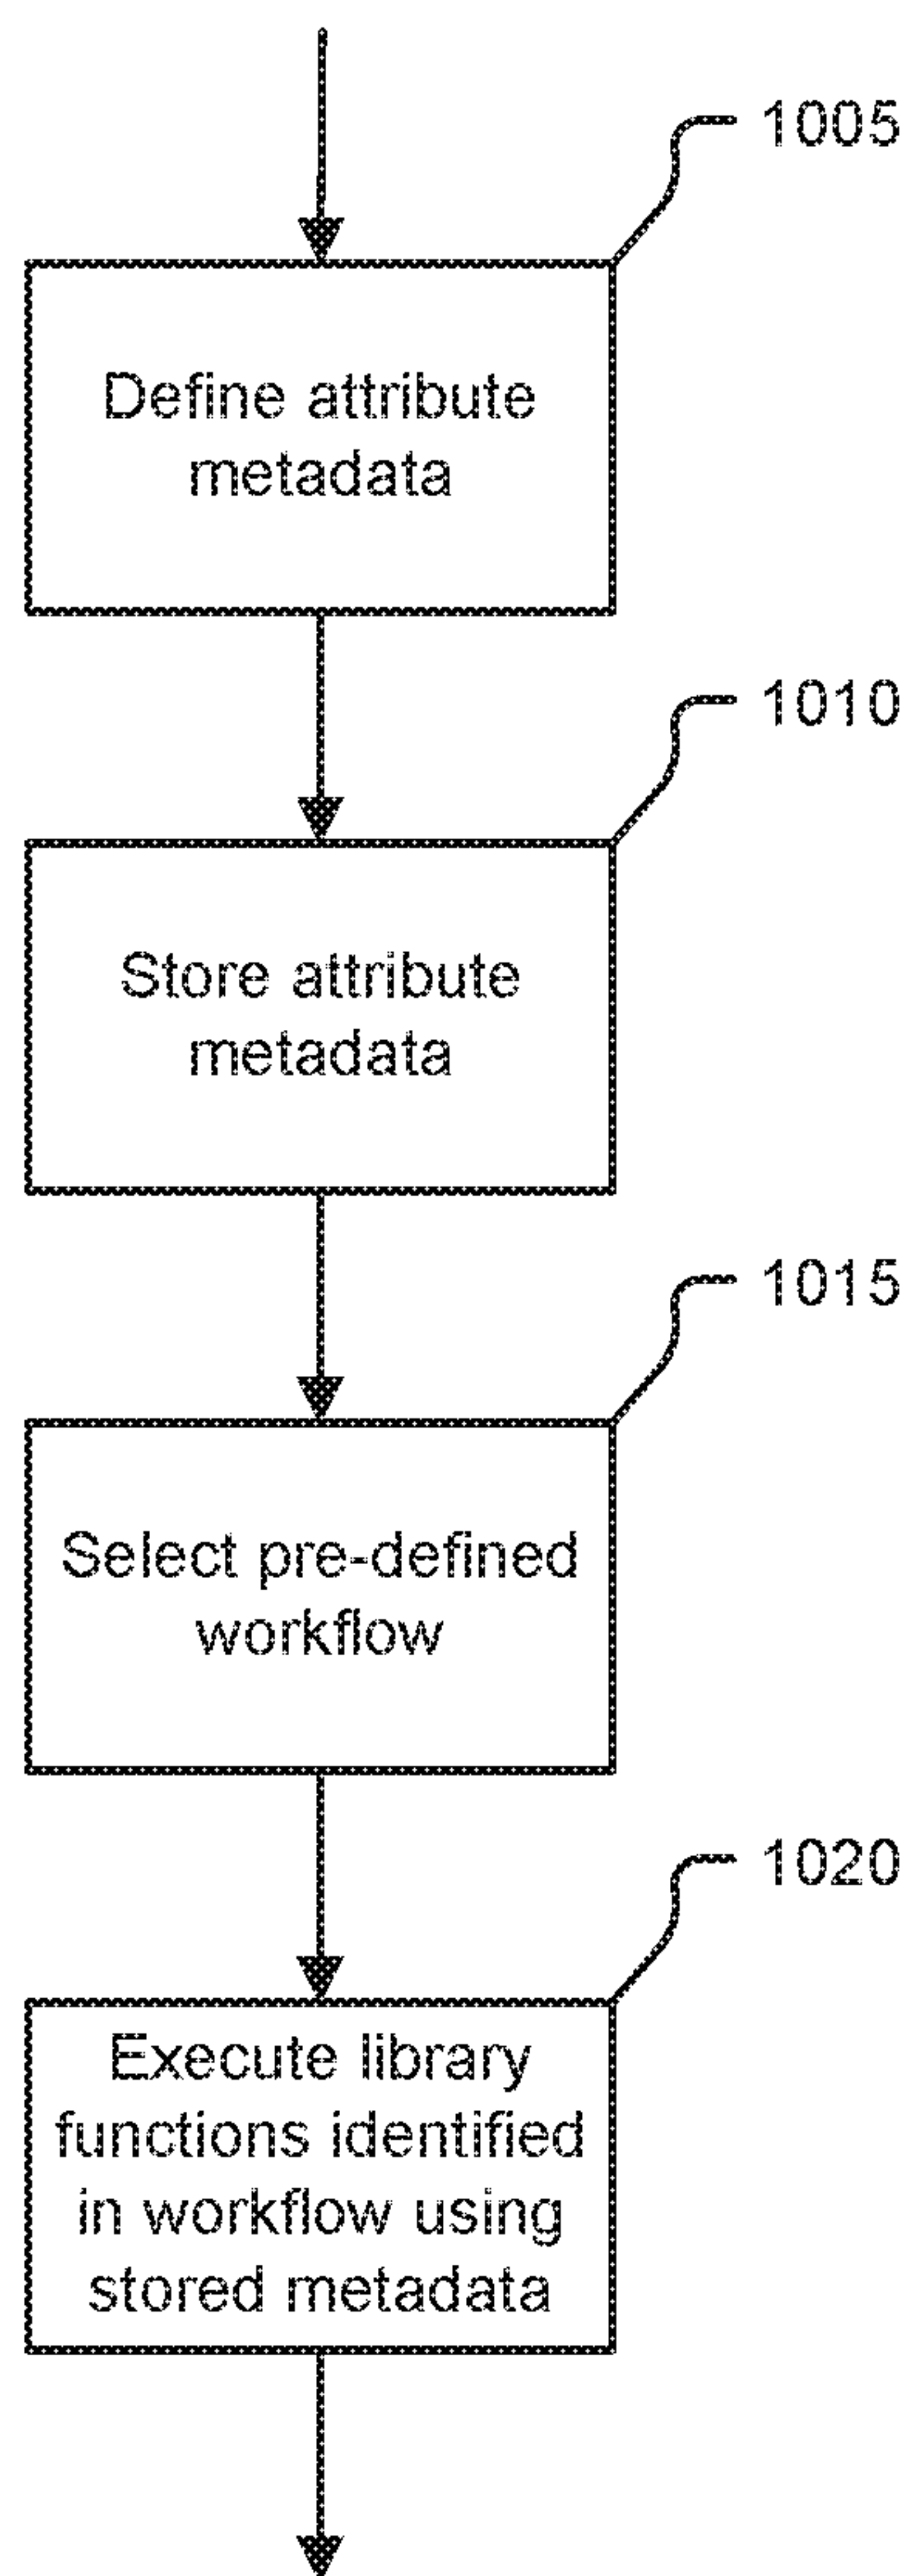 1005
Define attribute
metadata
1010
Store attribute
metadata
1015
Select pre-defined
workflow
1020
Execute library
functions identified
in workflow using
stored metadata